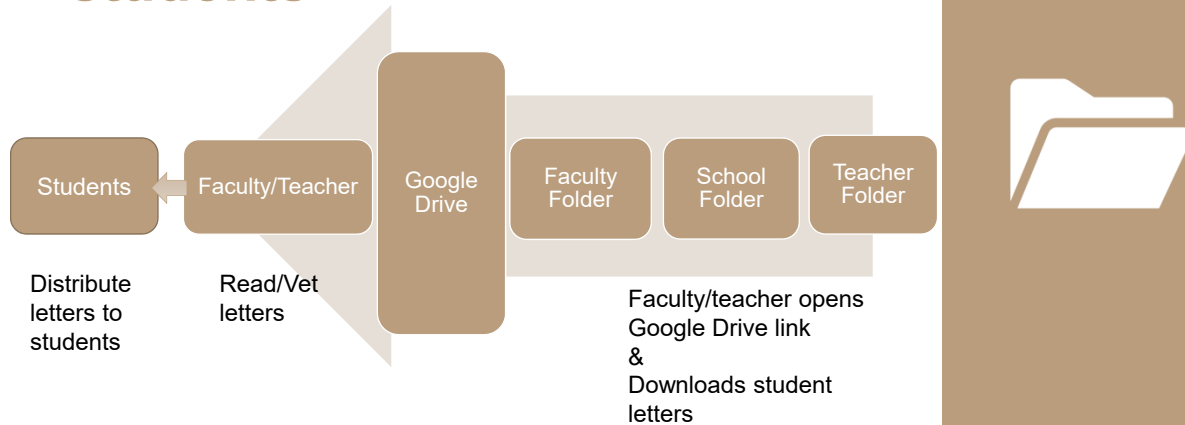 Students
Faculty/Teacher
Google
Drive
Faculty
Folder
School
Folder
Teacher
Folder
Distribute
letters to
students
Read/Vet
letters
Faculty/teacher opens
Google Drive link
&
Downloads student
letters